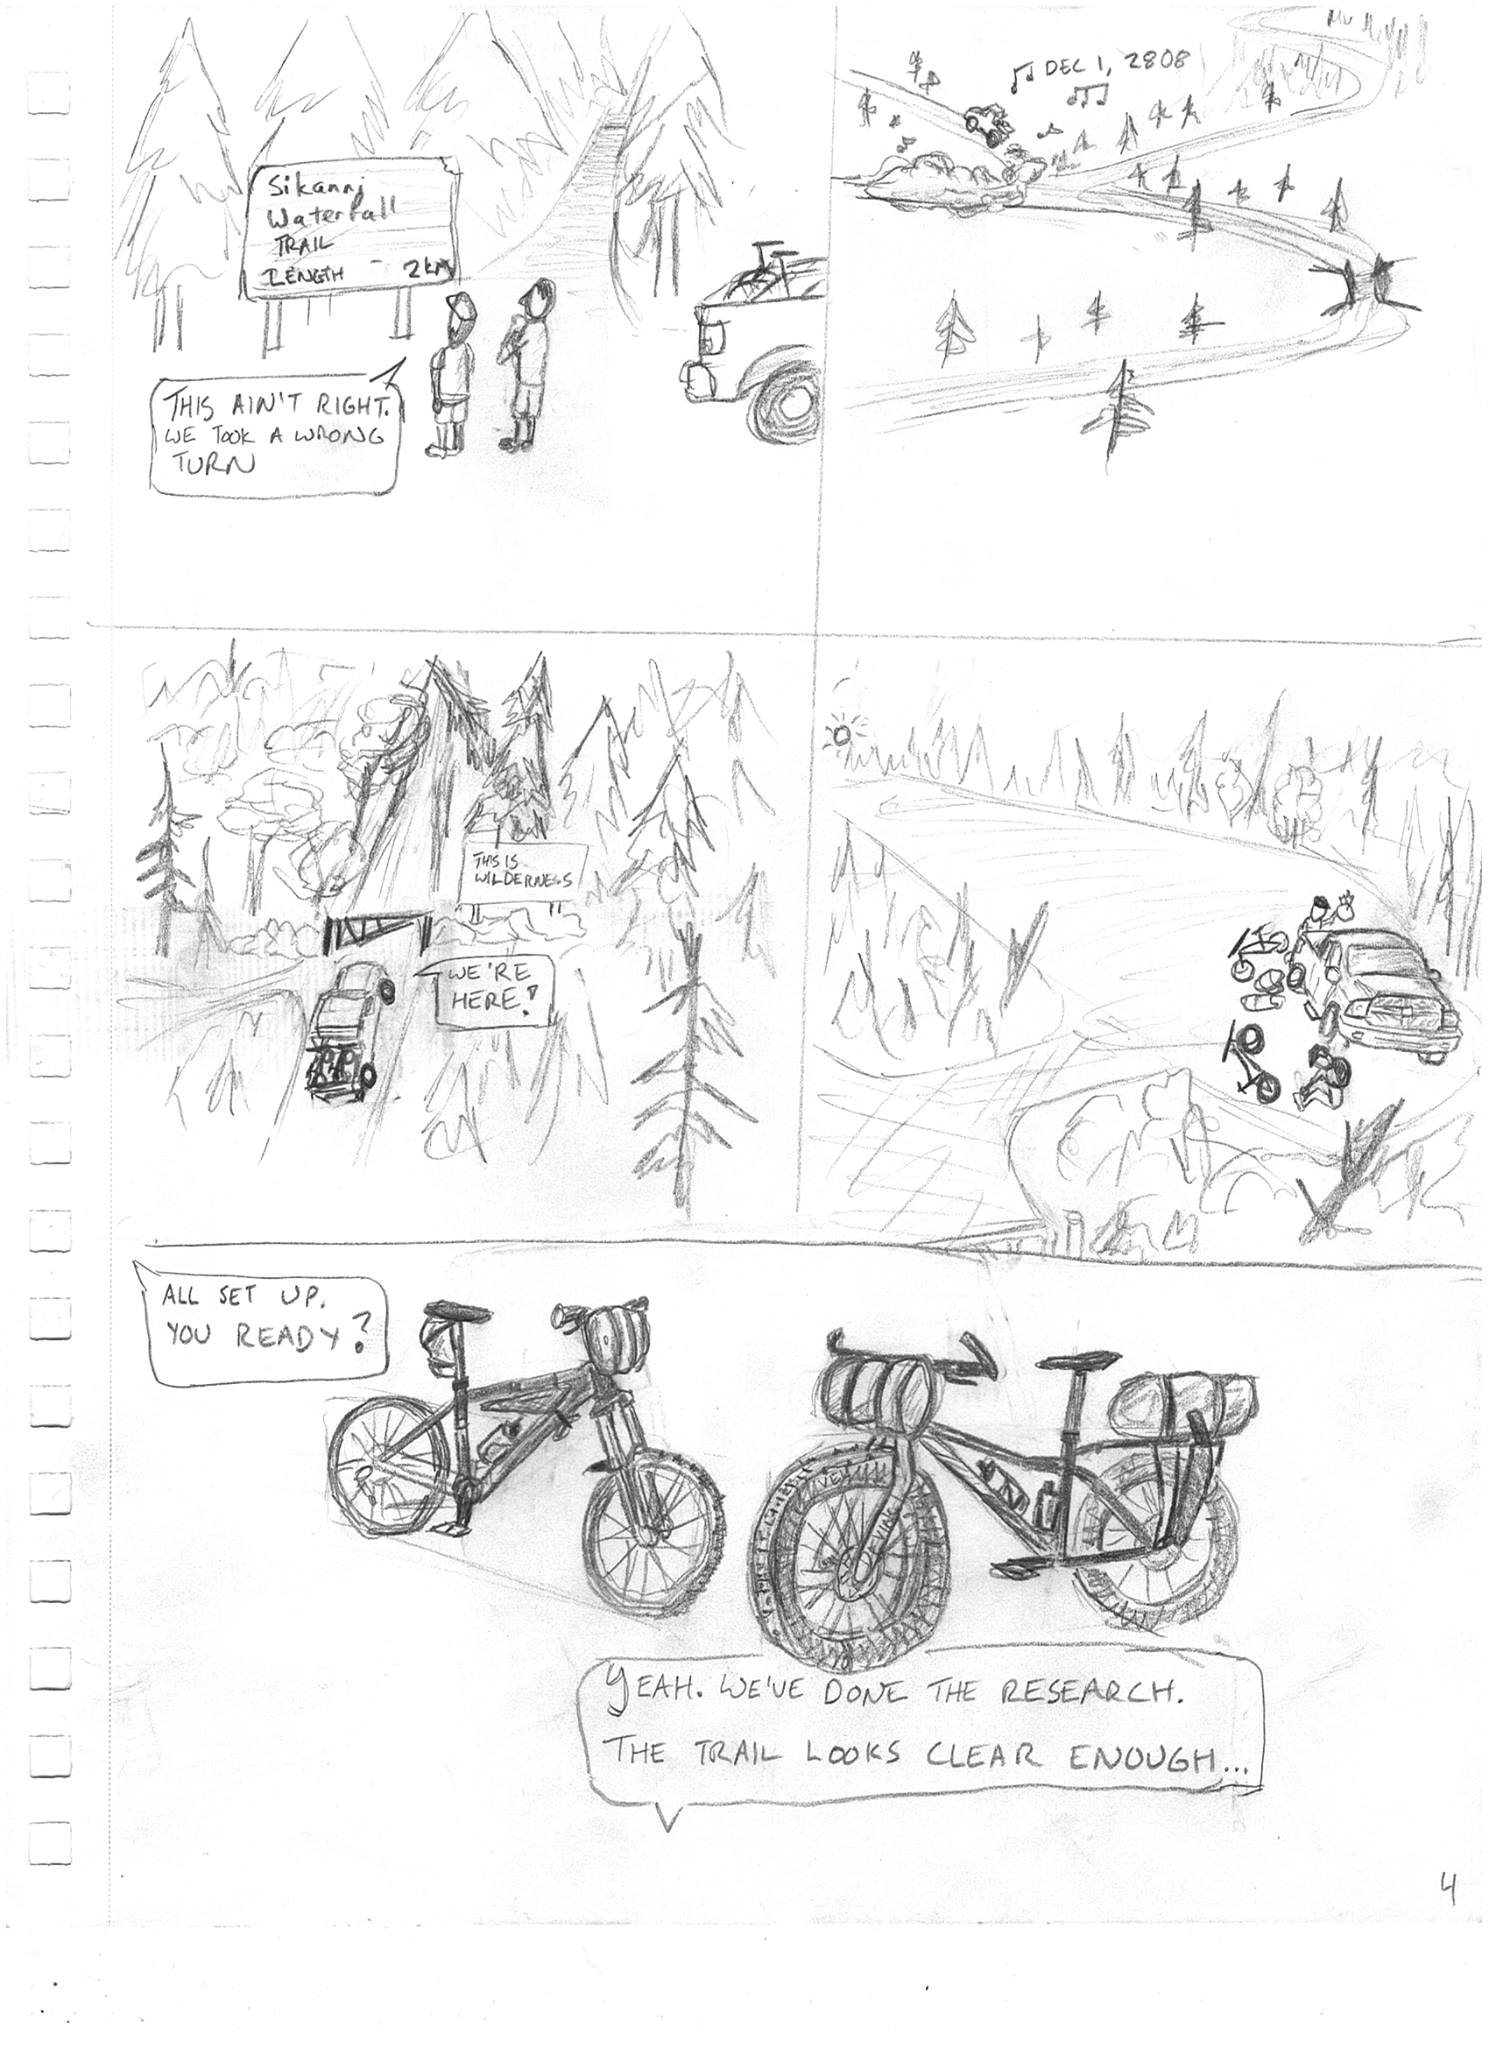 Sikanni
Waterfall
TRAIL
LENGTH - 2km
THIS AIN'T RIGHT.
WE TOOK A WRONG
TURN
DEC 1, 2808
THIS IS
WILDERNESS
WE'RE
HERE!
ALL SET UP.
YOU READY?
VEE
VIKING
YEAH. WE'VE DONE THE RESEARCH.
THE TRAIL LOOKS CLEAR ENOUGH...
4